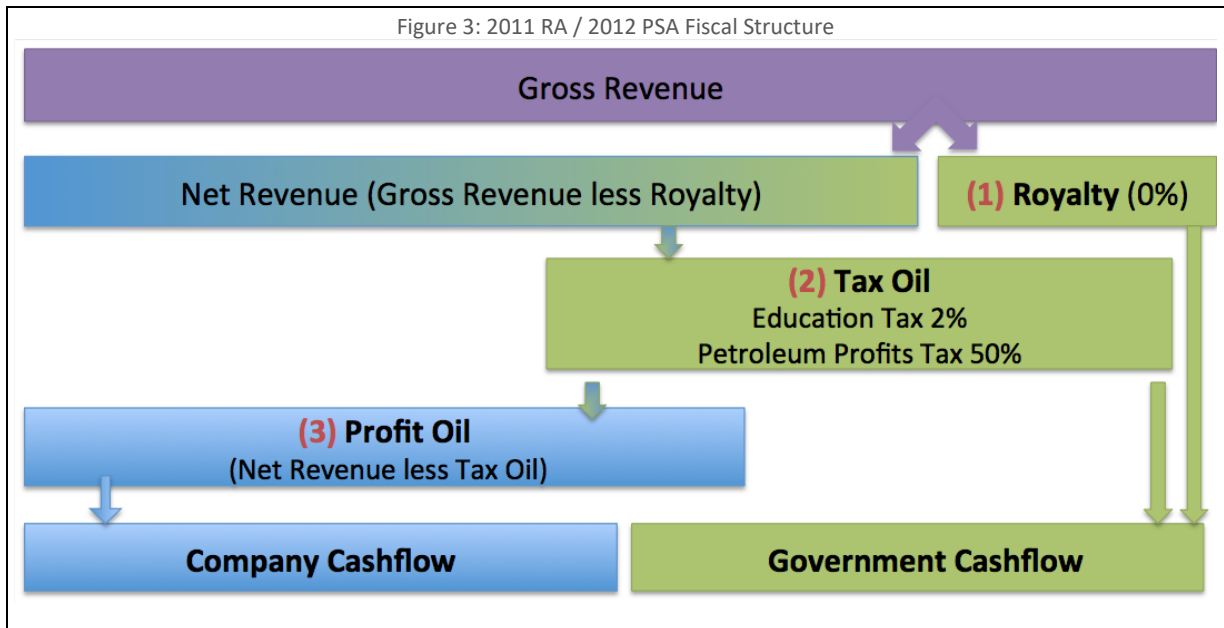 Figure 3: 2011 RA / 2012 PSA Fiscal Structure
Gross Revenue
Net Revenue (Gross Revenue less Royalty)
(1) Royalty (0%)
(2) Tax Oil
Education Tax 2%
Petroleum Profits Tax 50%
(3) Profit Oil
(Net Revenue less Tax Oil)
Company Cashflow
Government Cashflow